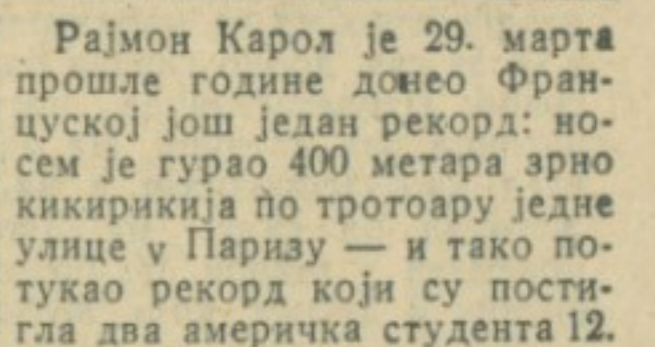 Рајмон Карол је 29. марта
прошле године донео Фран-
цуској још један рекорд: но-
сем је гурао 400 метара зрно
кикирикија по тротоару једне
улице у Паризу — и тако по-
тукао рекорд који су пости-
гла два америчка студента 12.